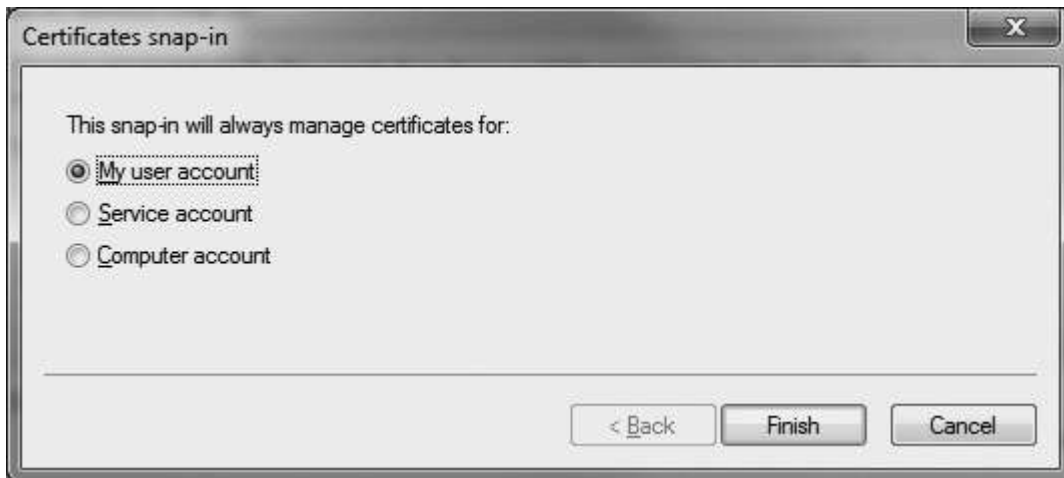 Certificates snap-in
X
This snap-in will always manage certificates for:
My user account
Service account
Computer account
< Back
Finish
Cancel